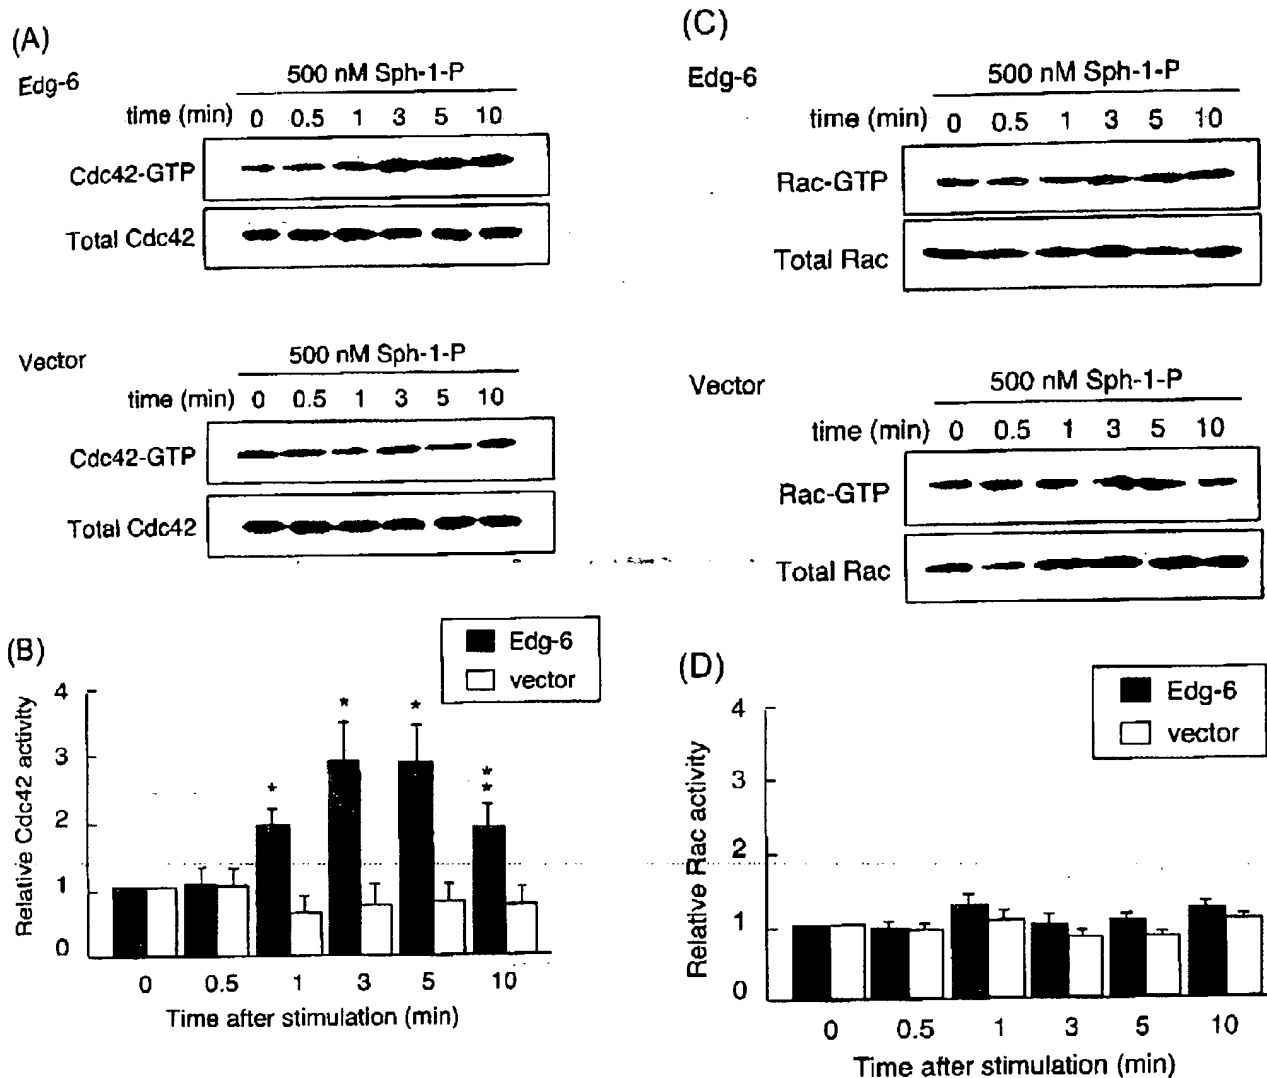 (A)
Edg-6
500 nM Sph-1-P
time (min) 0 0.5 1 3 5 10
Cdc42-GTP
Total Cdc42
Vector
500 nM Sph-1-P
time (min) 0 0.5 1 3 5 10
Cdc42-GTP
Total Cdc42
(B)
Edg-6
vector
Relative Cdc42 activity
4
3
2
1
0
*
*
*
*
*
0 0.5 1 3 5 10
Time after stimulation (min)
(C)
Edg-6
500 nM Sph-1-P
time (min) 0 0.5 1 3 5 10
Rac-GTP
Total Rac
Vector
500 nM Sph-1-P
time (min) 0 0.5 1 3 5 10
Rac-GTP
Total Rac
(D)
Edg-6
vector
Relative Rac activity
4
3
2
1
0
0 0.5 1 3 5 10
Time after stimulation (min)